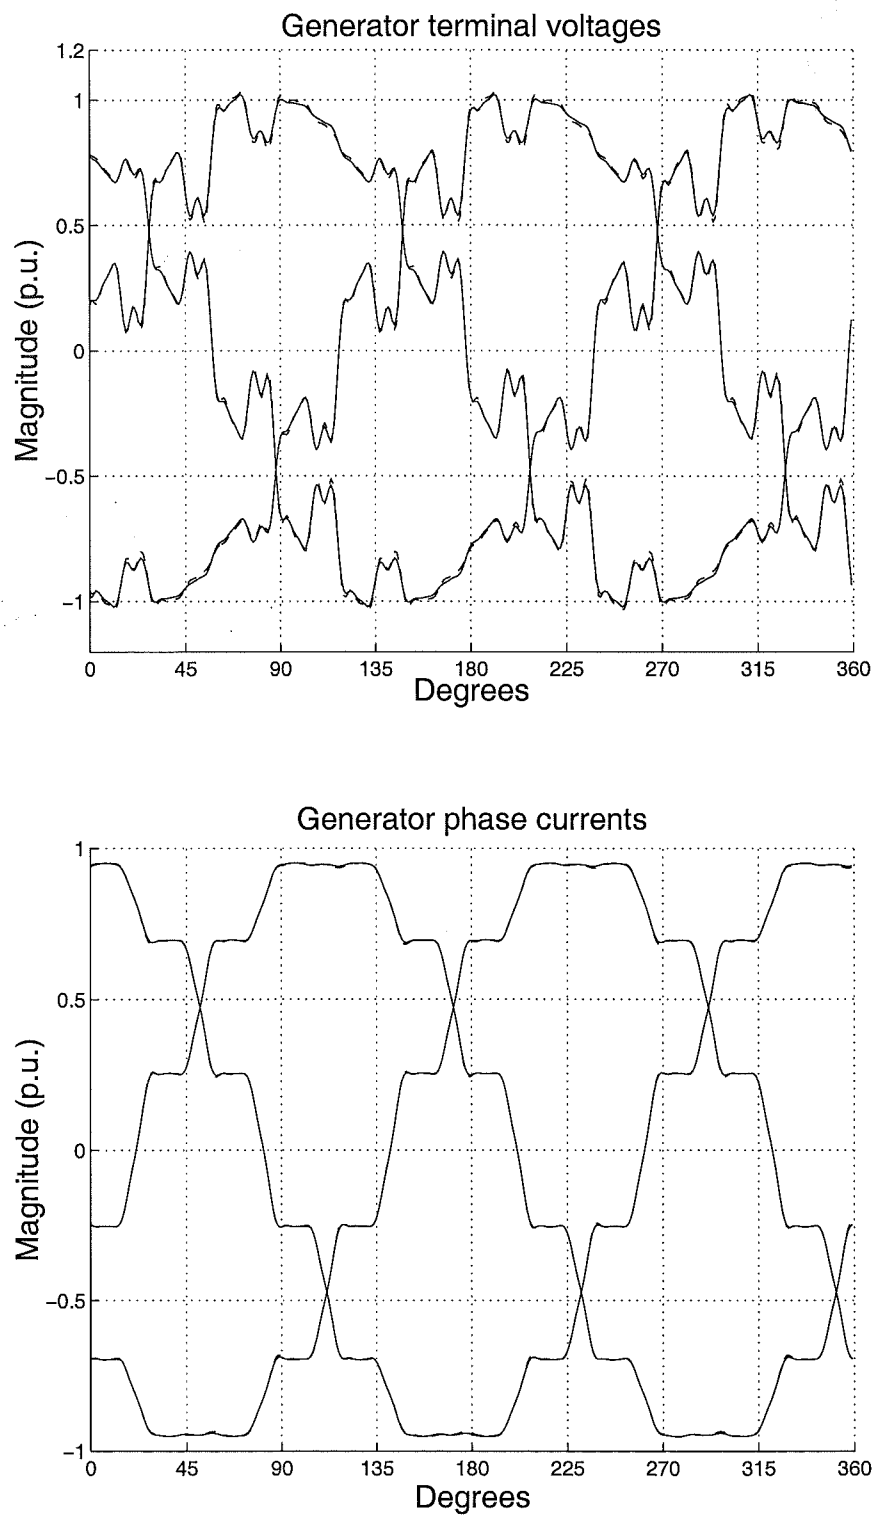 Generator terminal voltages
1.2
1
0.5
0
−0.5
−1
Magnitude (p.u.)
0 45 90 135 180 225 270 315 360
Degrees
Generator phase currents
1
0.5
0
−0.5
−1
Magnitude (p.u.)
0 45 90 135 180 225 270 315 360
Degrees